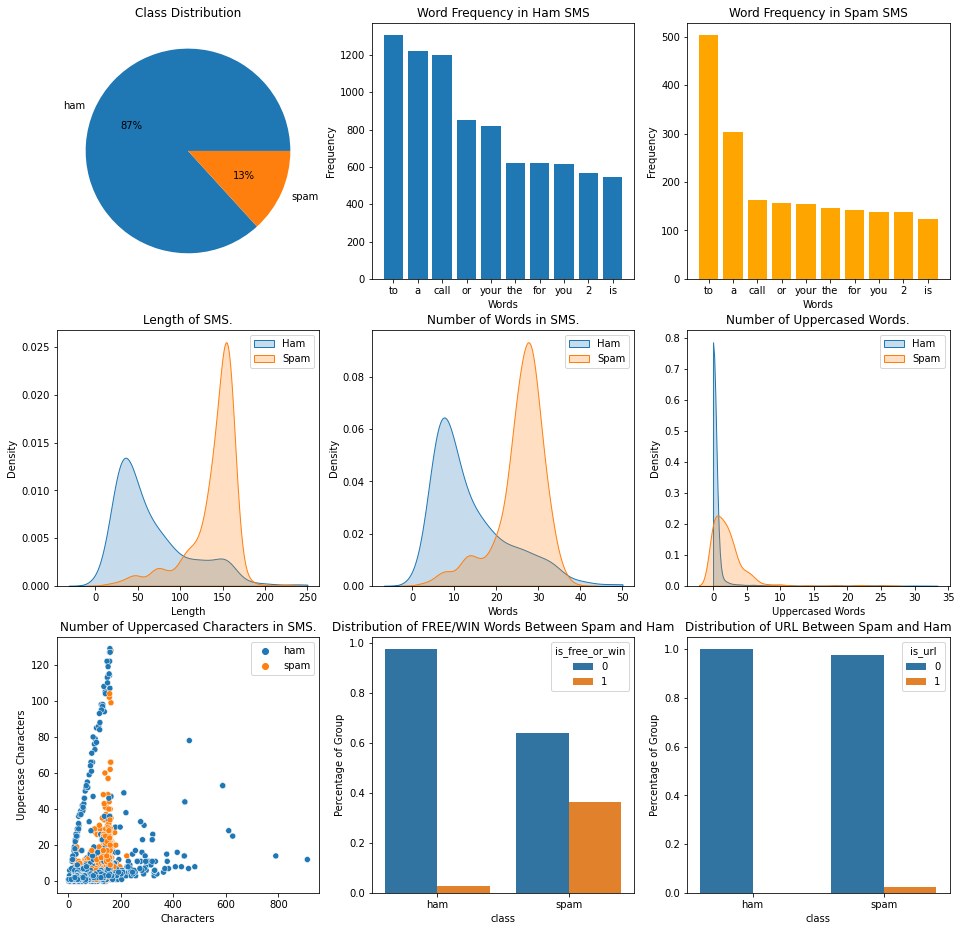 Class Distribution
ham
87%
13%
spam
Word Frequency in Ham SMS
Frequency
1200
1000
800
600
400
200
0
to a call or your the for you 2 is
Words
Word Frequency in Spam SMS
Frequency
500
400
300
200
100
0
to a call or your the for you 2 is
Words
Length of SMS.
Ham
Spam
Density
0.025
0.020
0.015
0.010
0.005
0.000
0 50 100 150 200 250
Length
Number of Words in SMS.
Ham
Spam
Density
0.08
0.06
0.04
0.02
0.00
0 10 20 30 40 50
Words
Number of Uppercased Words.
Ham
Spam
Density
0.8
0.7
0.6
0.5
0.4
0.3
0.2
0.1
0.0
0 5 10 15 20 25 30 35
Uppercased Words
Number of Uppercased Characters in SMS.
ham
spam
Uppercase Characters
120
100
80
60
40
20
0
0 200 400 600 800
Characters
Distribution of FREE/WIN Words Between Spam and Ham
is_free_or_win
0
1
Percentage of Group
1.0
0.8
0.6
0.4
0.2
0.0
ham spam
class
Distribution of URL Between Spam and Ham
is_url
0
1
Percentage of Group
1.0
0.8
0.6
0.4
0.2
0.0
ham spam
class